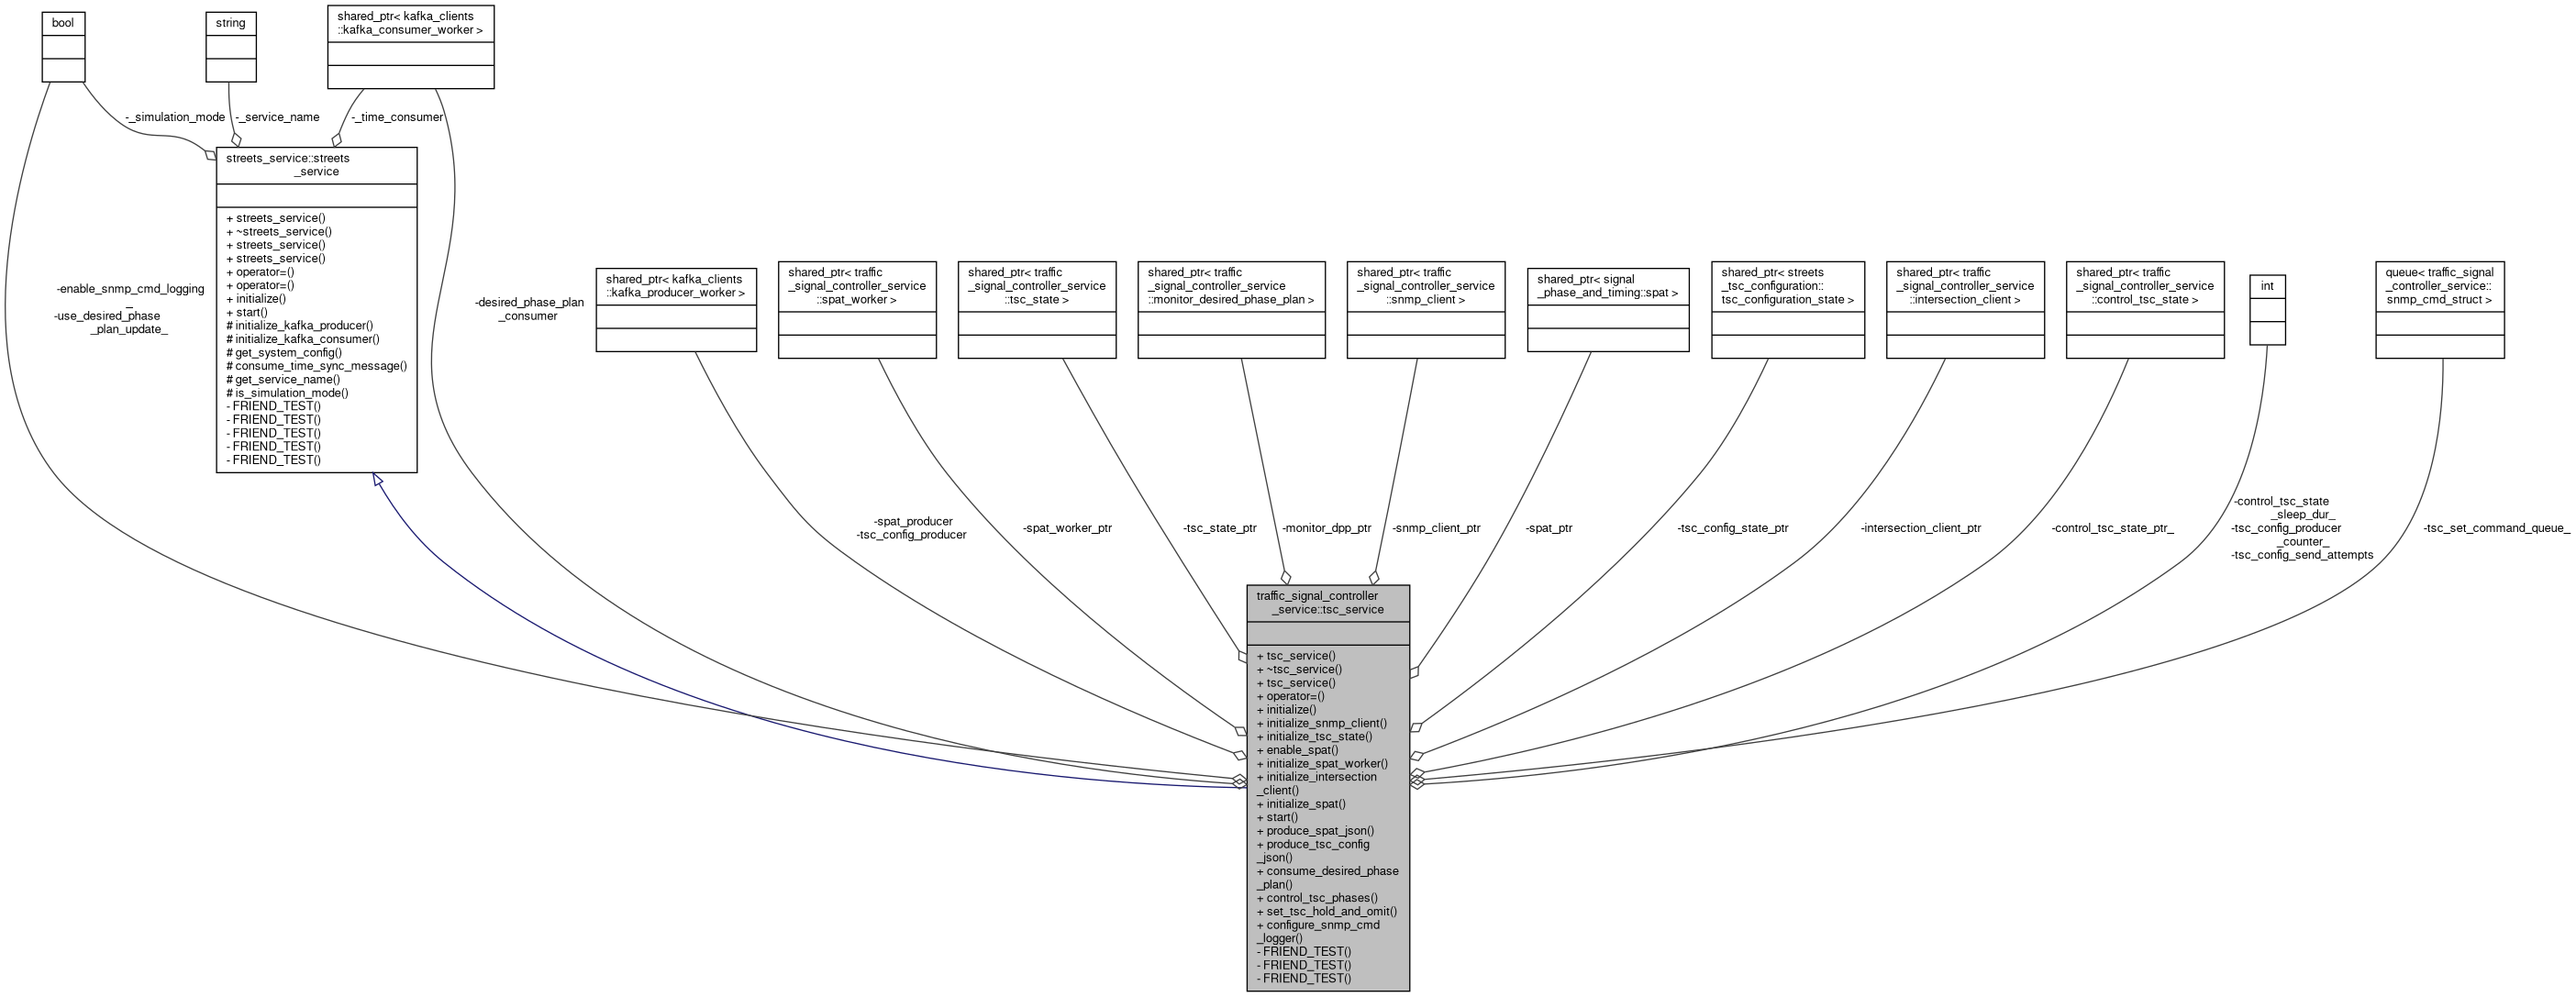 bool
string
shared_ptr< kafka_clients
::kafka_consumer_worker >
-_simulation_mode
-_service_name
-_time_consumer
streets_service::streets
_service
+ streets_service()
+ ~streets_service()
+ streets_service()
+ streets_service()
+ operator=()
+ operator=()
+ initialize()
+ start()
# initialize_kafka_producer()
# initialize_kafka_consumer()
# get_system_config()
# consume_time_sync_message()
# get_service_name()
# is_simulation_mode()
- FRIEND_TEST()
- FRIEND_TEST()
- FRIEND_TEST()
- FRIEND_TEST()
- FRIEND_TEST()
-enable_snmp_cmd_logging
_
-use_desired_phase
_plan_update_
-desired_phase_plan
_consumer
shared_ptr< kafka_clients
::kafka_producer_worker >
shared_ptr< traffic
_signal_controller_service
::spat_worker >
shared_ptr< traffic
_signal_controller_service
::tsc_state >
shared_ptr< traffic
_signal_controller_service
::monitor_desired_phase_plan >
shared_ptr< traffic
_signal_controller_service
::snmp_client >
shared_ptr< signal
_phase_and_timing::spat >
shared_ptr< streets
_tsc_configuration::
tsc_configuration_state >
shared_ptr< traffic
_signal_controller_service
::intersection_client >
shared_ptr< traffic
_signal_controller_service
::control_tsc_state >
int
queue< traffic_signal
_controller_service::
snmp_cmd_struct >
-spat_producer
-tsc_config_producer
-spat_worker_ptr
-tsc_state_ptr
-monitor_dpp_ptr
-snmp_client_ptr
-spat_ptr
-tsc_config_state_ptr
-intersection_client_ptr
-control_tsc_state_ptr_
-control_tsc_state
_sleep_dur_
-tsc_config_producer
_counter_
-tsc_config_send_attempts
-tsc_set_command_queue_
traffic_signal_controller
_service::tsc_service
+ tsc_service()
+ ~tsc_service()
+ tsc_service()
+ operator=()
+ initialize()
+ initialize_snmp_client()
+ initialize_tsc_state()
+ enable_spat()
+ initialize_spat_worker()
+ initialize_intersection
_client()
+ initialize_spat()
+ start()
+ produce_spat_json()
+ produce_tsc_config
_json()
+ consume_desired_phase
_plan()
+ control_tsc_phases()
+ set_tsc_hold_and_omit()
+ configure_snmp_cmd
_logger()
- FRIEND_TEST()
- FRIEND_TEST()
- FRIEND_TEST()